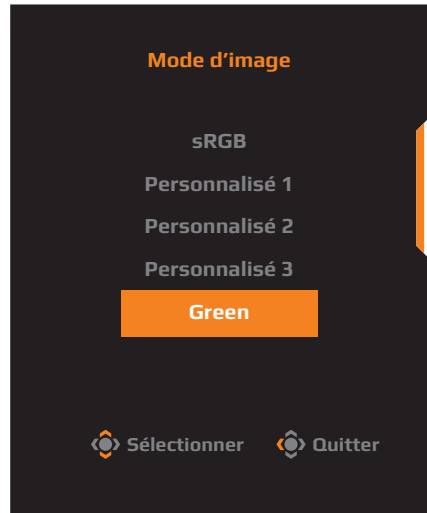 Mode d’image
sRGB
Personnalisé 1
Personnalisé 2
Personnalisé 3
Green
Sélectionner Quitter